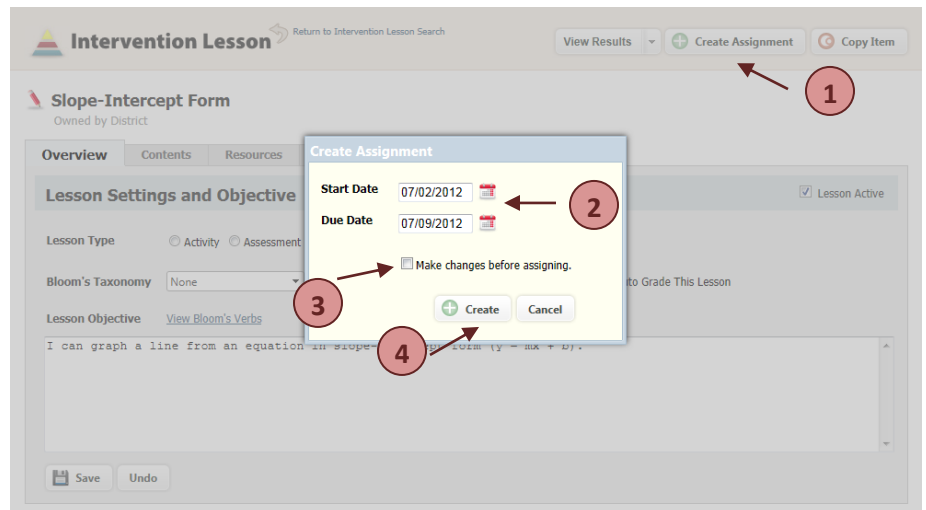 Intervention Lesson Return to Intervention Lesson Search
View Results Create Assignment Copy Item
1
Slope-Intercept Form
Owned by District
Overview Contents Resources
Create Assignment
Lesson Settings and Objective
Lesson Active
Start Date 07/02/2012
2
Due Date 07/09/2012
Lesson Type Activity Assessment
Make changes before assigning.
Bloom's Taxonomy None
to Grade This Lesson
3
Create Cancel
Lesson Objective View Bloom's Verbs
4
I can graph a line from an equation in slope- form (y = mx + b).
Save Undo